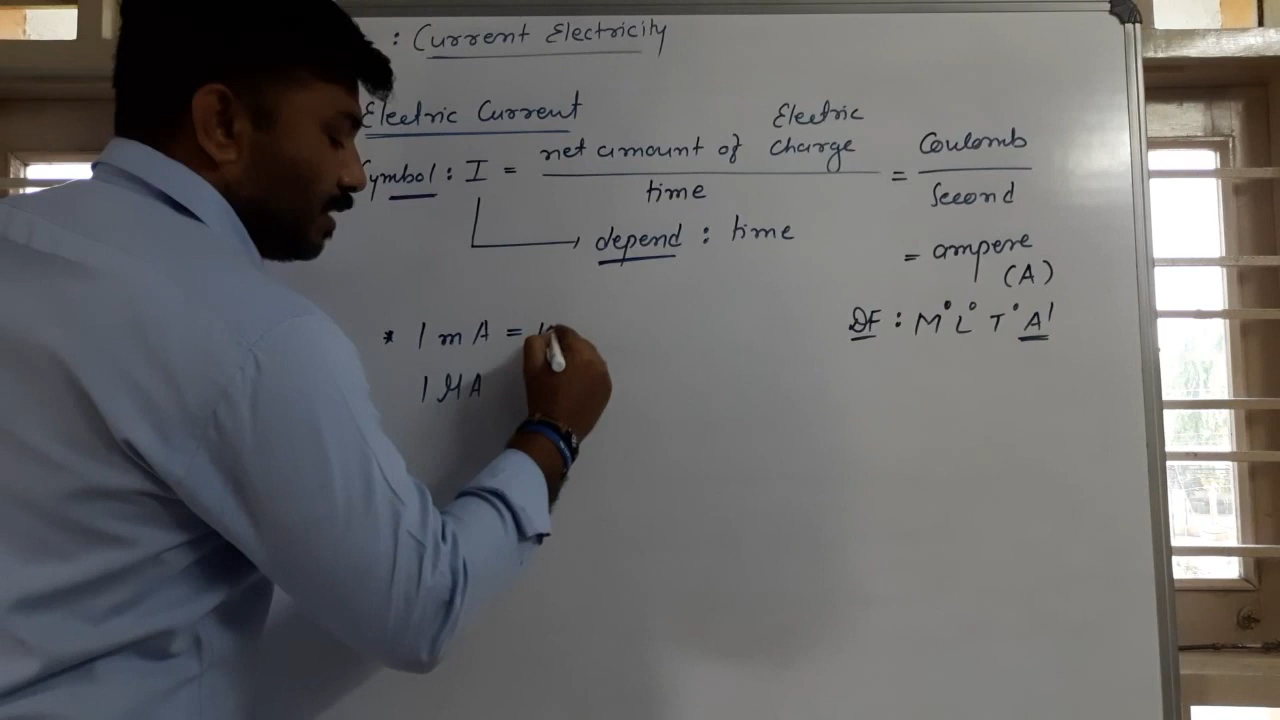 : Current Electricity
Electric Current
Symbol : I = net amount of Electric charge / time = Coulomb / Second
depend : time
= ampere
(A)
DF : M° L° T° A¹
* 1 mA =
1 μA